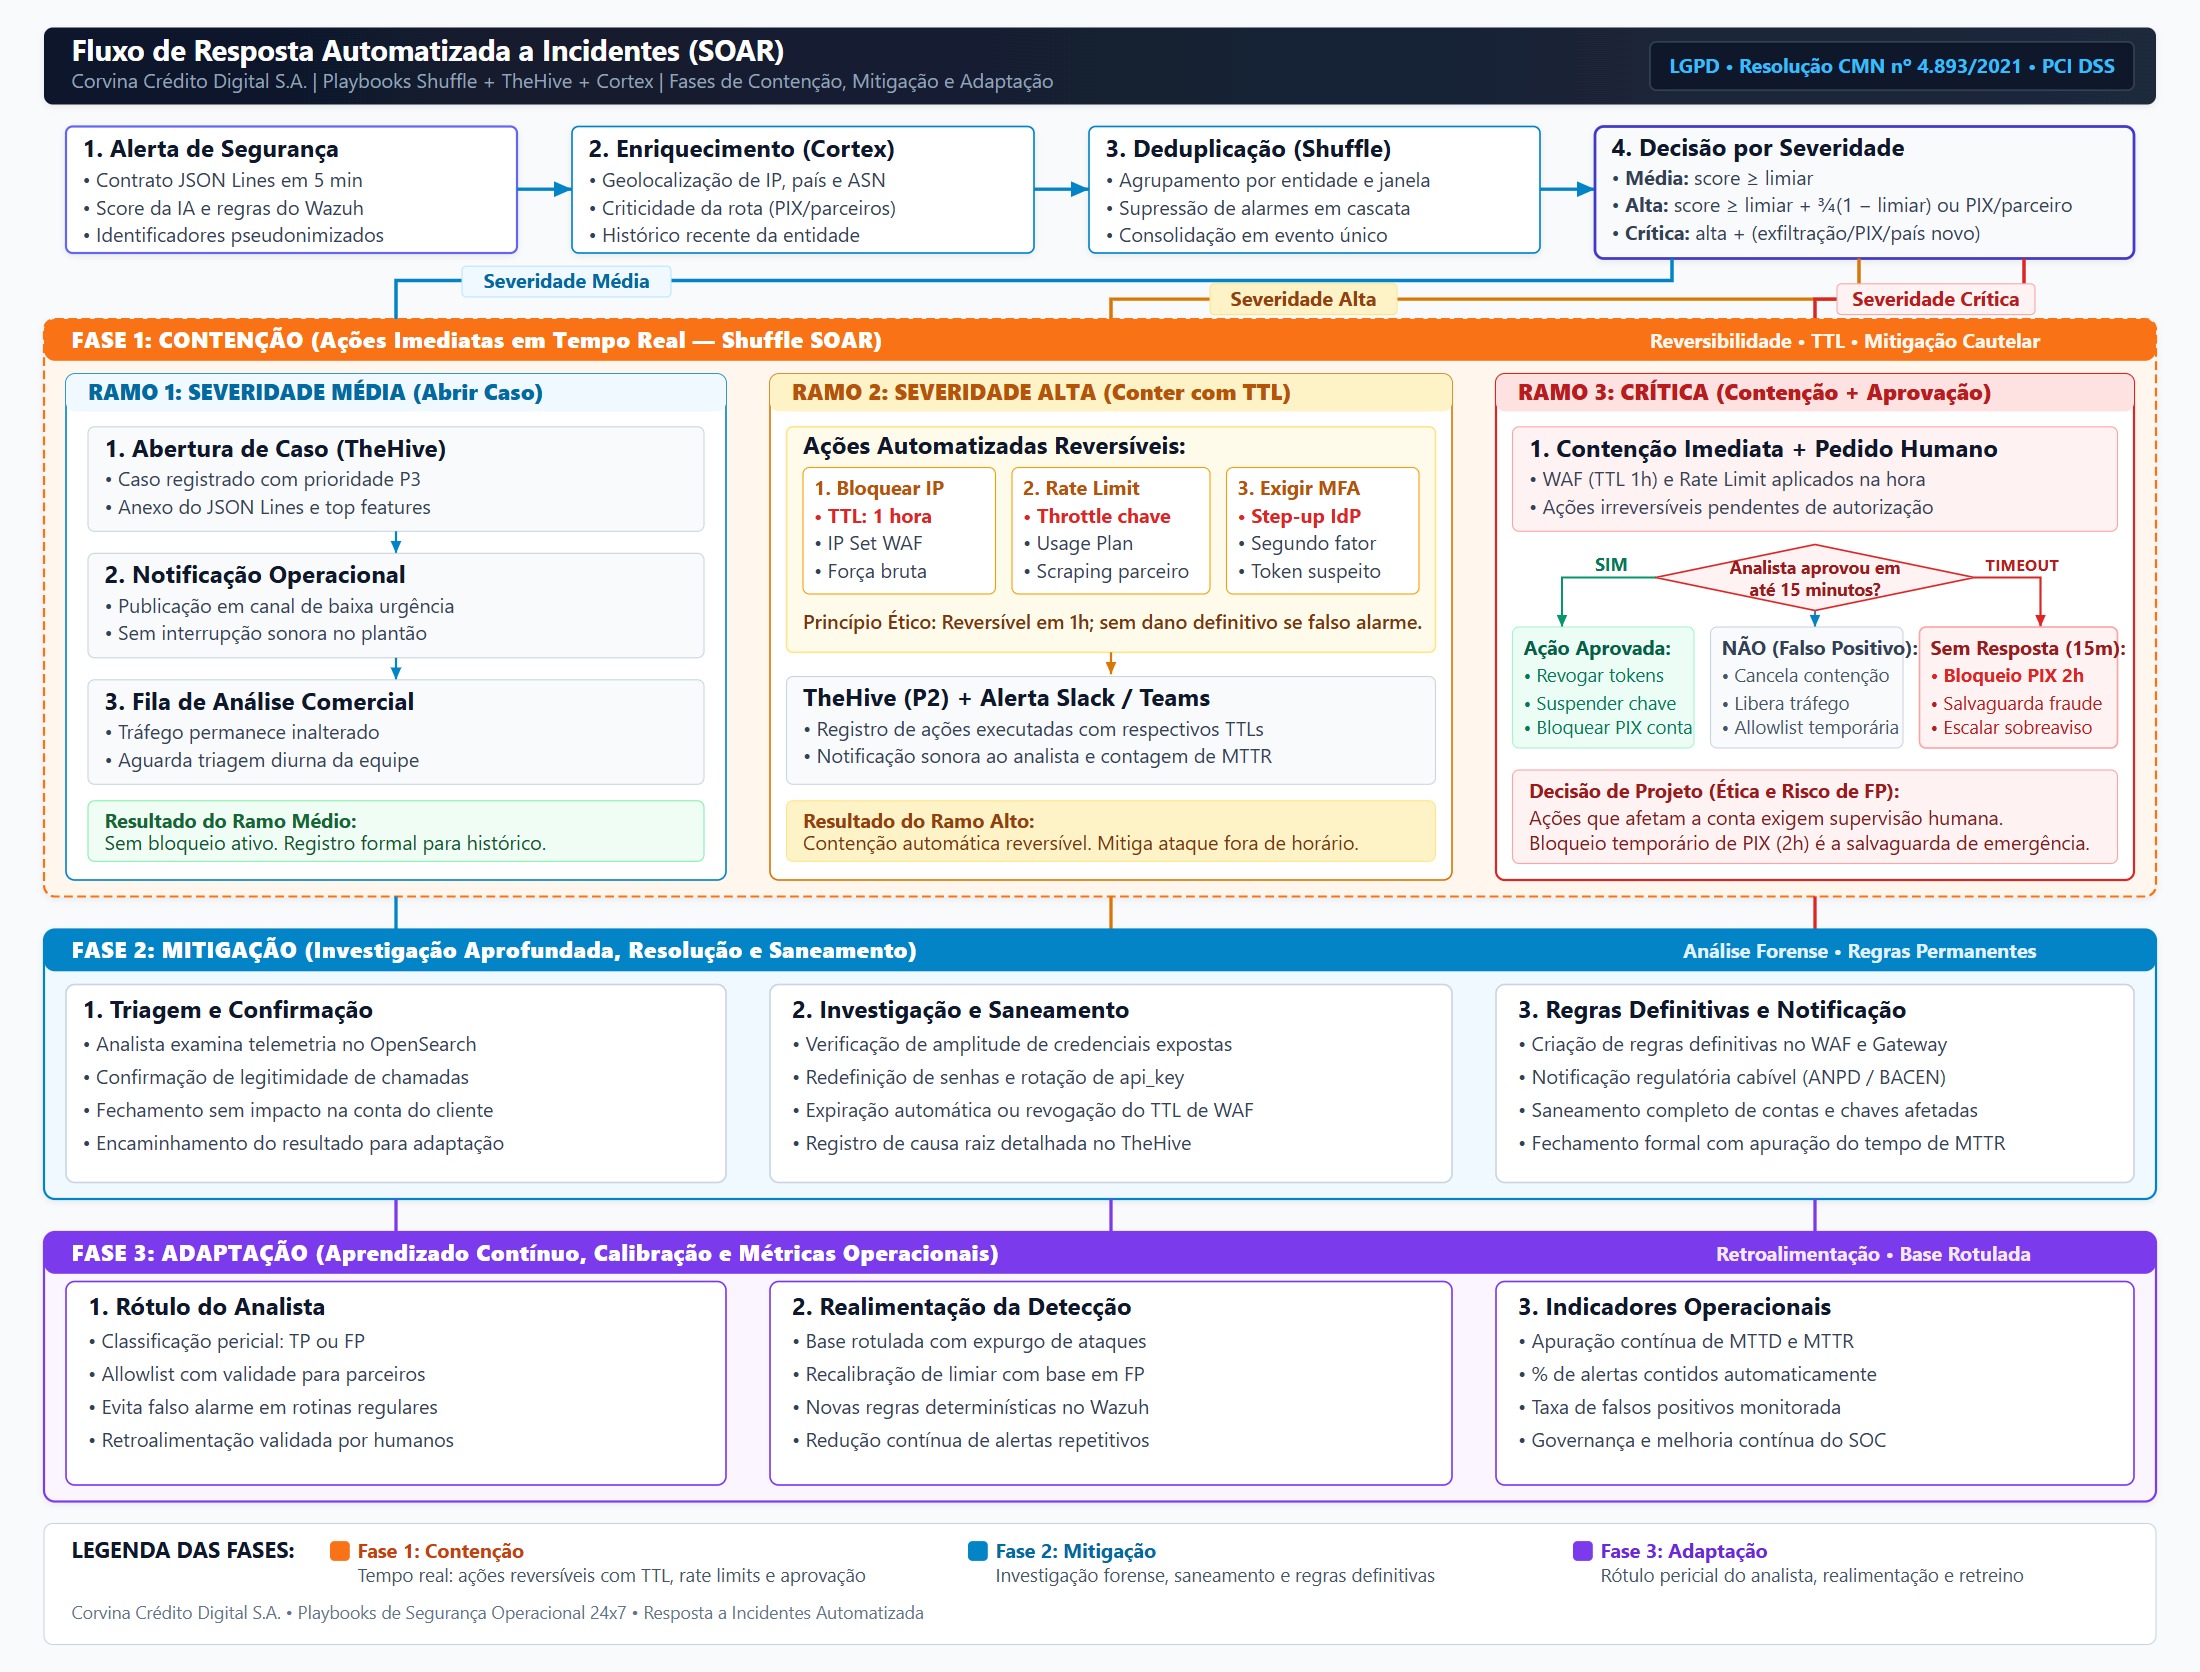 Fluxo de Resposta Automatizada a Incidentes (SOAR)
Corvina Crédito Digital S.A. | Playbooks Shuffle + TheHive + Cortex | Fases de Contenção, Mitigação e Adaptação
LGPD • Resolução CMN nº 4.893/2021 • PCI DSS
1. Alerta de Segurança
• Contrato JSON Lines em 5 min
• Score da IA e regras do Wazuh
• Identificadores pseudonimizados
2. Enriquecimento (Cortex)
• Geolocalização de IP, país e ASN
• Criticidade da rota (PIX/parceiros)
• Histórico recente da entidade
3. Deduplicação (Shuffle)
• Agrupamento por entidade e janela
• Supressão de alarmes em cascata
• Consolidação em evento único
4. Decisão por Severidade
• Média: score ≥ limiar
• Alta: score ≥ limiar + ¾(1 − limiar) ou PIX/parceiro
• Crítica: alta + (exfiltração/PIX/país novo)
Severidade Média
Severidade Alta
Severidade Crítica
FASE 1: CONTENÇÃO (Ações Imediatas em Tempo Real — Shuffle SOAR)
Reversibilidade • TTL • Mitigação Cautelar
RAMO 1: SEVERIDADE MÉDIA (Abrir Caso)
1. Abertura de Caso (TheHive)
• Caso registrado com prioridade P3
• Anexo do JSON Lines e top features
2. Notificação Operacional
• Publicação em canal de baixa urgência
• Sem interrupção sonora no plantão
3. Fila de Análise Comercial
• Tráfego permanece inalterado
• Aguarda triagem diurna da equipe
Resultado do Ramo Médio:
Sem bloqueio ativo. Registro formal para histórico.
RAMO 2: SEVERIDADE ALTA (Conter com TTL)
Ações Automatizadas Reversíveis:
1. Bloquear IP
• TTL: 1 hora
• IP Set WAF
• Força bruta
2. Rate Limit
• Throttle chave
• Usage Plan
• Scraping parceiro
3. Exigir MFA
• Step-up IdP
• Segundo fator
• Token suspeito
Princípio Ético: Reversível em 1h; sem dano definitivo se falso alarme.
TheHive (P2) + Alerta Slack / Teams
• Registro de ações executadas com respectivos TTLs
• Notificação sonora ao analista e contagem de MTTR
Resultado do Ramo Alto:
Contenção automática reversível. Mitiga ataque fora de horário.
RAMO 3: CRÍTICA (Contenção + Aprovação)
1. Contenção Imediata + Pedido Humano
• WAF (TTL 1h) e Rate Limit aplicados na hora
• Ações irreversíveis pendentes de autorização
SIM
Analista aprovou em
até 15 minutos?
TIMEOUT
Ação Aprovada:
• Revogar tokens
• Suspender chave
• Bloquear PIX conta
NÃO (Falso Positivo):
• Cancela contenção
• Libera tráfego
• Allowlist temporária
Sem Resposta (15m):
• Bloqueio PIX 2h
• Salvaguarda fraude
• Escalar sobreaviso
Decisão de Projeto (Ética e Risco de FP):
Ações que afetam a conta exigem supervisão humana.
Bloqueio temporário de PIX (2h) é a salvaguarda de emergência.
FASE 2: MITIGAÇÃO (Investigação Aprofundada, Resolução e Saneamento)
Análise Forense • Regras Permanentes
1. Triagem e Confirmação
• Analista examina telemetria no OpenSearch
• Confirmação de legitimidade de chamadas
• Fechamento sem impacto na conta do cliente
• Encaminhamento do resultado para adaptação
2. Investigação e Saneamento
• Verificação de amplitude de credenciais expostas
• Redefinição de senhas e rotação de api_key
• Expiração automática ou revogação do TTL de WAF
• Registro de causa raiz detalhada no TheHive
3. Regras Definitivas e Notificação
• Criação de regras definitivas no WAF e Gateway
• Notificação regulatória cabível (ANPD / BACEN)
• Saneamento completo de contas e chaves afetadas
• Fechamento formal com apuração do tempo de MTTR
FASE 3: ADAPTAÇÃO (Aprendizado Contínuo, Calibração e Métricas Operacionais)
Retroalimentação • Base Rotulada
1. Rótulo do Analista
• Classificação pericial: TP ou FP
• Allowlist com validade para parceiros
• Evita falso alarme em rotinas regulares
• Retroalimentação validada por humanos
2. Realimentação da Detecção
• Base rotulada com expurgo de ataques
• Recalibração de limiar com base em FP
• Novas regras determinísticas no Wazuh
• Redução contínua de alertas repetitivos
3. Indicadores Operacionais
• Apuração contínua de MTTD e MTTR
• % de alertas contidos automaticamente
• Taxa de falsos positivos monitorada
• Governança e melhoria contínua do SOC
LEGENDA DAS FASES:
Fase 1: Contenção
Tempo real: ações reversíveis com TTL, rate limits e aprovação
Fase 2: Mitigação
Investigação forense, saneamento e regras definitivas
Fase 3: Adaptação
Rótulo pericial do analista, realimentação e retreino
Corvina Crédito Digital S.A. • Playbooks de Segurança Operacional 24x7 • Resposta a Incidentes Automatizada